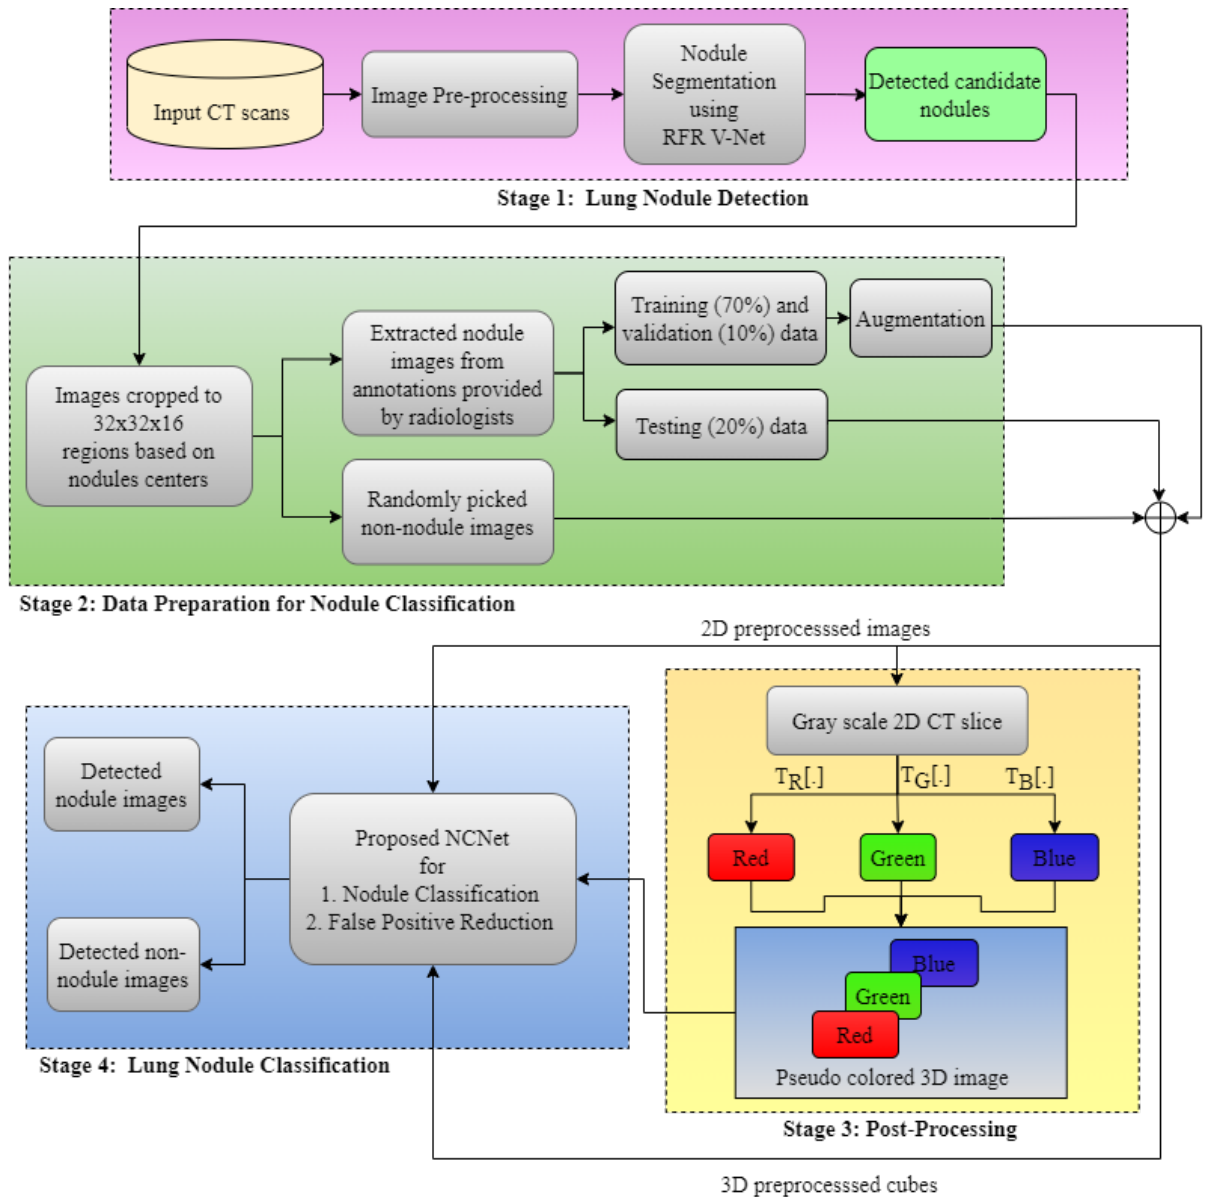 Input CT scans
Image Pre-processing
Nodule
Segmentation
using
RFR V-Net
Detected candidate
nodules
Stage 1:  Lung Nodule Detection
Images cropped to
32x32x16
regions based on
nodules centers
Extracted nodule
images from
annotations provided
by radiologists
Randomly picked
non-nodule images
Training (70%) and
validation (10%) data
Augmentation
Testing (20%) data
Stage 2: Data Preparation for Nodule Classification
2D preprocesssed images
Gray scale 2D CT slice
TR[.]
TG[.]
TB[.]
Red
Green
Blue
Blue
Green
Red
Pseudo colored 3D image
Stage 3: Post-Processing
Detected
nodule images
Detected non-
nodule images
Proposed NCNet
for
1. Nodule Classification
2. False Positive Reduction
Stage 4:  Lung Nodule Classification
3D preprocesssed cubes